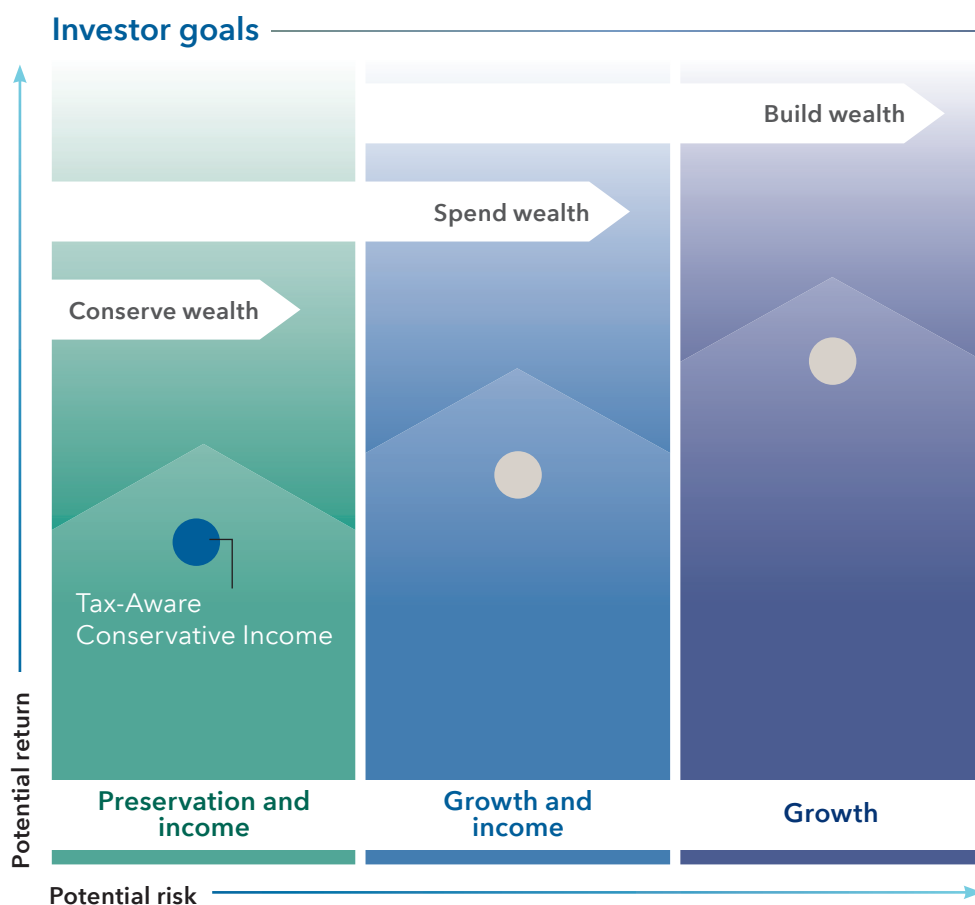 Investor goals
Build wealth
Spend wealth
Conserve wealth
Tax-Aware
Conservative Income
Potential return
Preservation and
income
Growth and
income
Growth
Potential risk